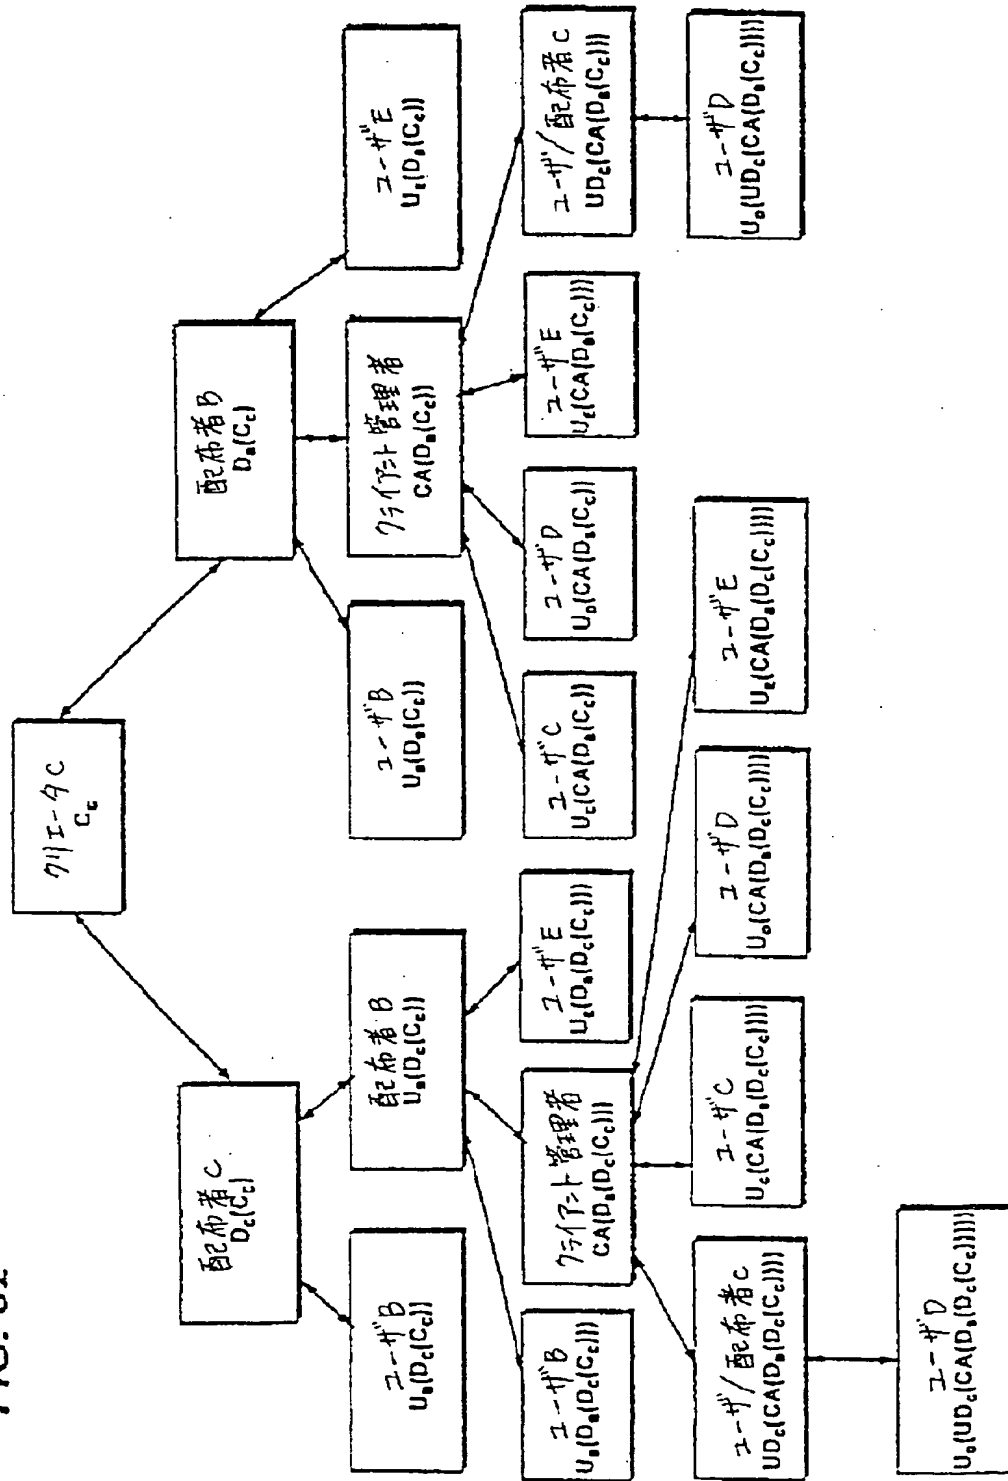 クリエータC
Cc
配布者C
Dc(Cc)
配布者B
DB(Cc)
ユーザB
UB(Dc(Cc))
配布者B
UB(Dc(Cc))
ユーザB
UB(DB(Cc))
クライアント管理者
CA(DB(Cc))
ユーザE
UE(DB(Cc))
ユーザB
UB(DB(Dc(Cc)))
クライアント管理者
CA(DB(Dc(Cc)))
ユーザE
UE(DB(Dc(Cc)))
ユーザC
Uc(CA(DB(Cc))
ユーザD
UD(CA(DB(Cc))
ユーザE
UE(CA(DB(Cc)))
ユーザ/配布者C
UDc(CA(DB(Cc)))
ユーザ/配布者C
UDc(CA(DB(Dc(Cc))))
ユーザC
Uc(CA(DB(Dc(Cc))))
ユーザD
UD(CA(DB(Dc(Cc))))
ユーザE
UE(CA(DB(Dc(Cc))))
ユーザD
UD(UDc(CA(DB(Cc))))
ユーザD
UD(UDc(CA(DB(Dc(Cc)))))